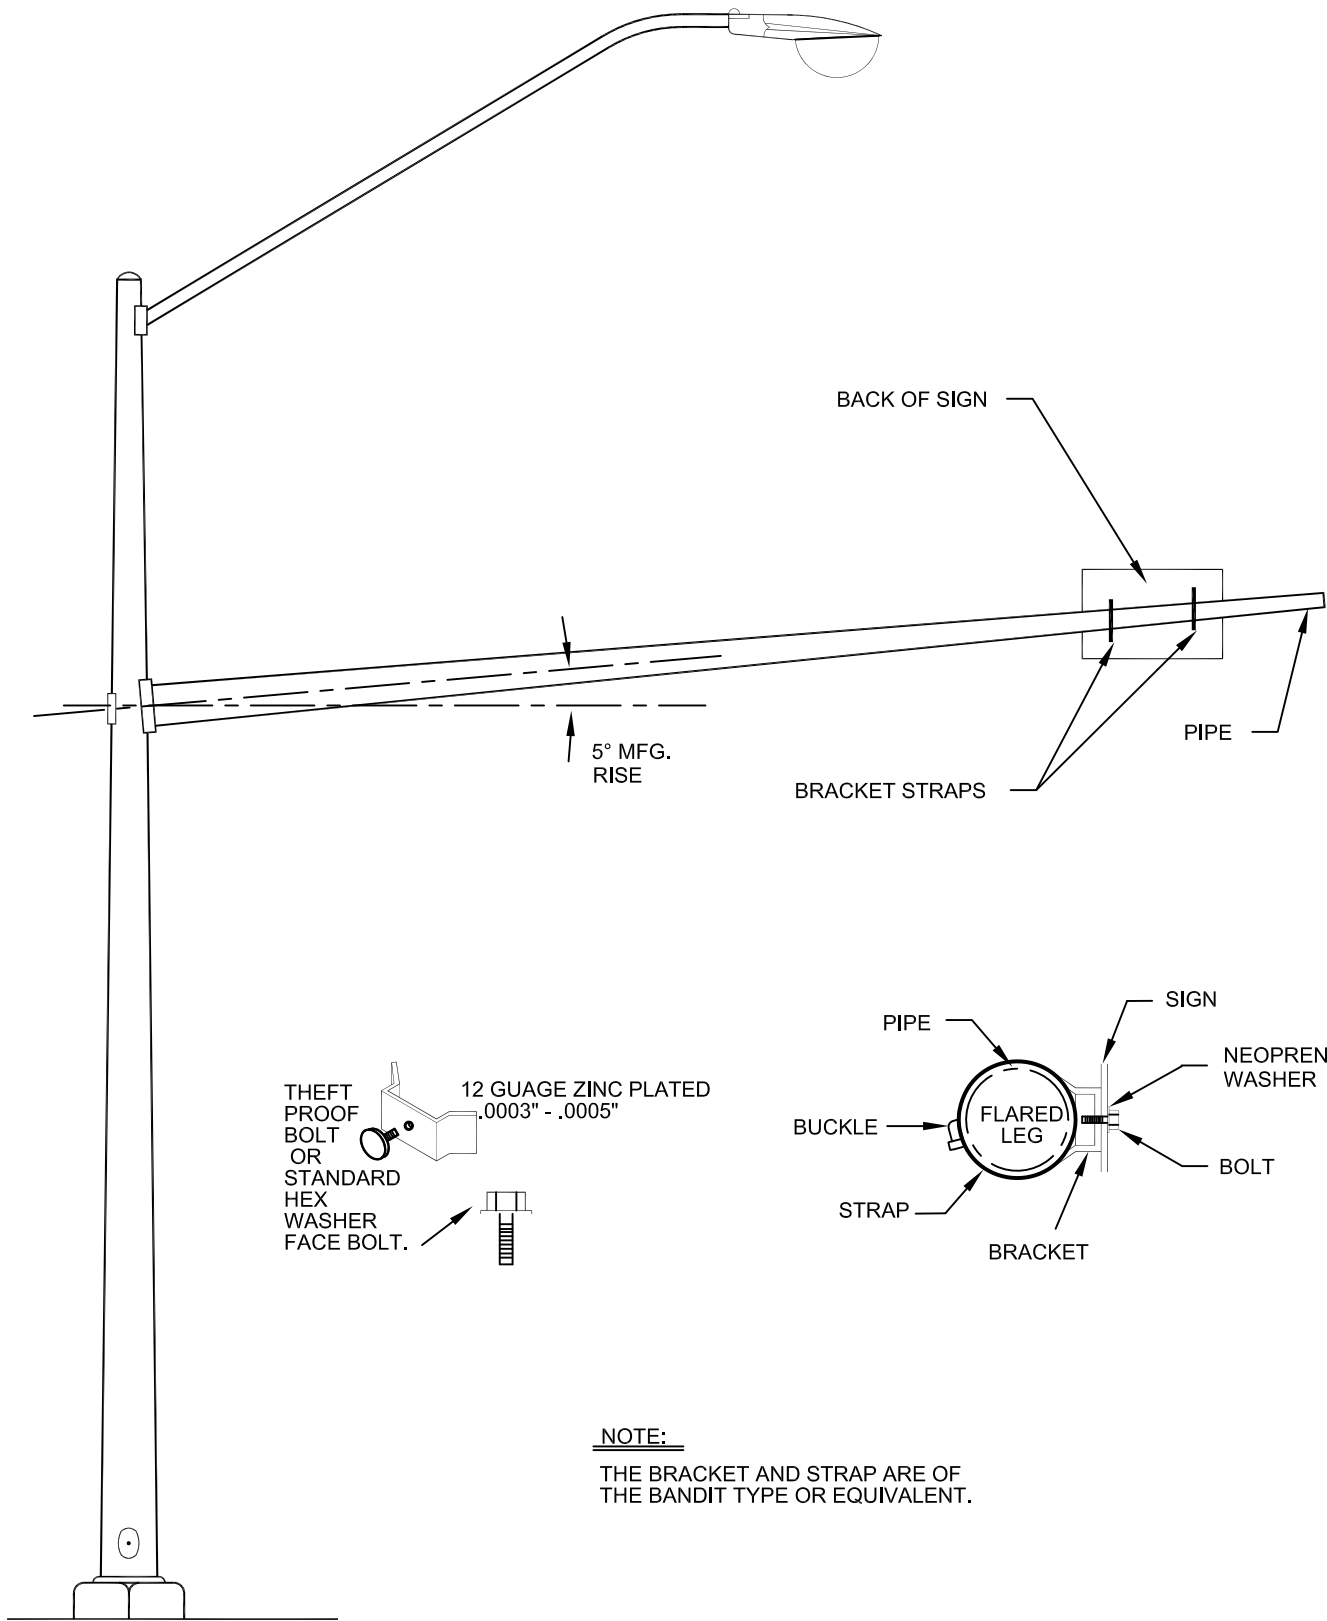 BACK OF SIGN
PIPE
5° MFG.
RISE
BRACKET STRAPS
SIGN
PIPE
NEOPREN
WASHER
THEFT
PROOF
BOLT
OR
STANDARD
HEX
WASHER
FACE BOLT.
12 GUAGE ZINC PLATED
.0003" - .0005"
FLARED
LEG
BUCKLE
BOLT
STRAP
BRACKET
NOTE:
THE BRACKET AND STRAP ARE OF
THE BANDIT TYPE OR EQUIVALENT.